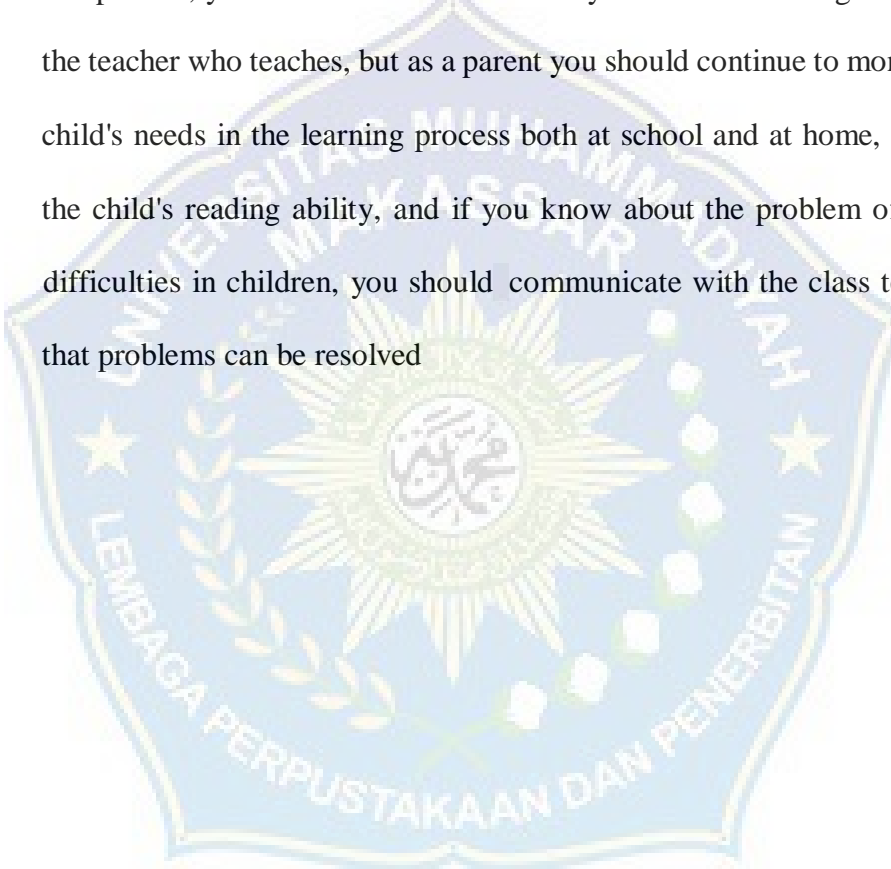 the teacher who teaches, but as a parent you should continue to
child's needs in the learning process both at school and at home,
the child's reading ability, and if you know about the problem
difficulties in children, you should communicate with the class
that problems can be resolved
UNIVERSITAS MUHAMMADIYAH
MAKASSAR
LEMBAGA PERPUSTAKAAN DAN PENERBITAN